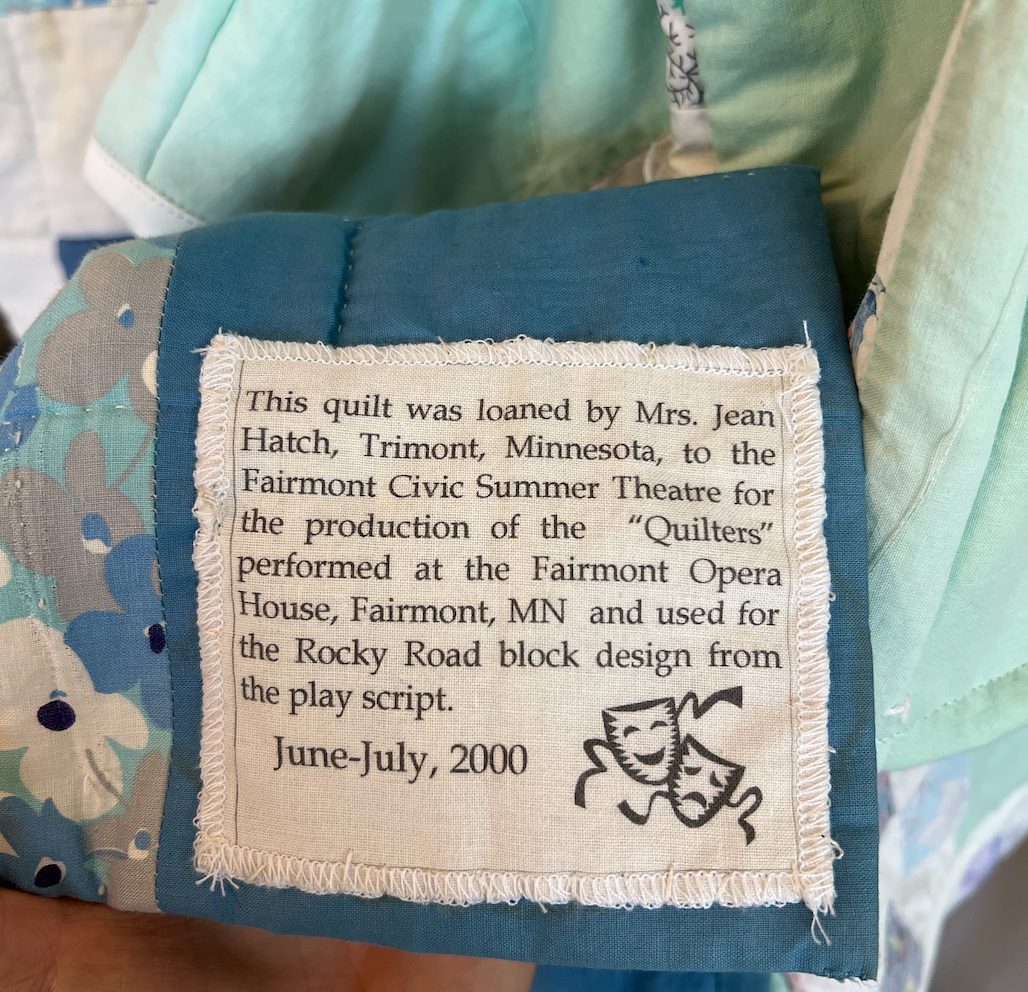 This quilt was loaned by Mrs. Jean
Hatch, Trimont, Minnesota, to the
Fairmont Civic Summer Theatre for
the production of the “Quilters”
performed at the Fairmont Opera
House, Fairmont, MN and used for
the Rocky Road block design from
the play script.
June-July, 2000